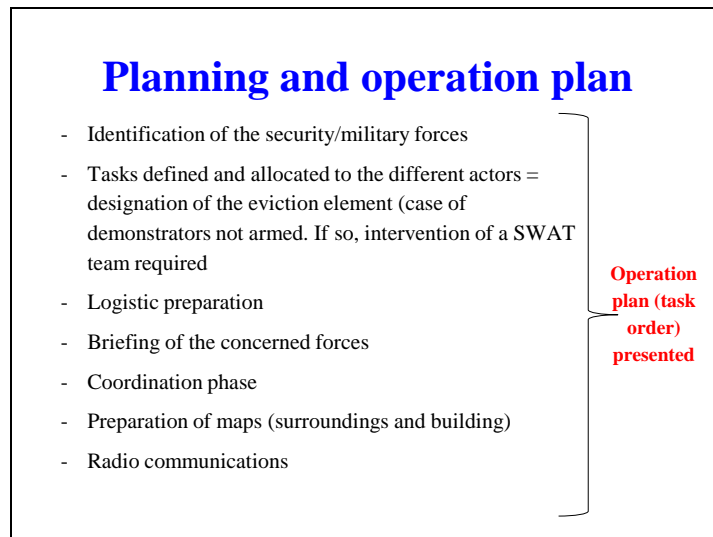 Planning and operation plan
- Identification of the security/military forces
- Tasks defined and allocated to the different actors =
designation of the eviction element (case of
demonstrators not armed. If so, intervention of a SWAT
team required
- Logistic preparation
- Briefing of the concerned forces
- Coordination phase
- Preparation of maps (surroundings and building)
- Radio communications
Operation
plan (task
order)
presented